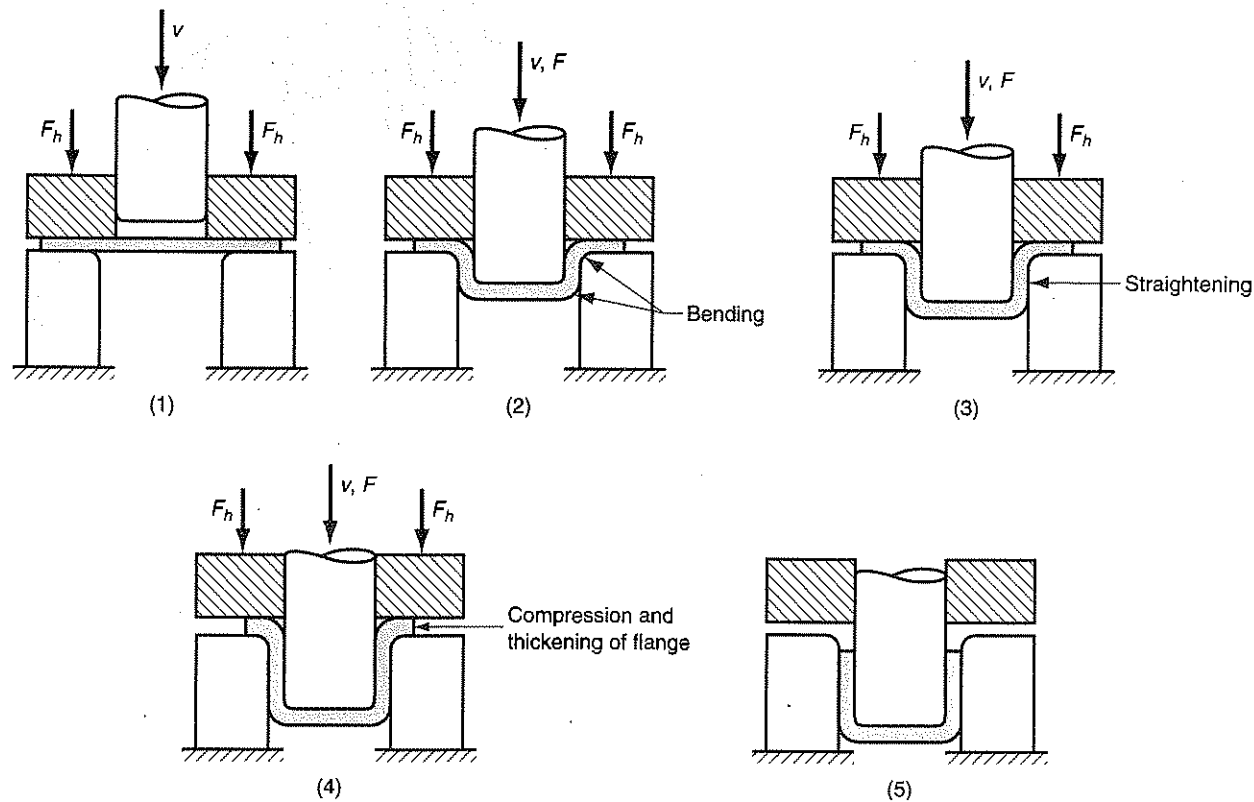 v
F_h
F_h
v, F
F_h
F_h
Bending
v, F
F_h
F_h
Straightening
(1)
(2)
(3)
v, F
F_h
F_h
Compression and
thickening of flange
(4)
(5)